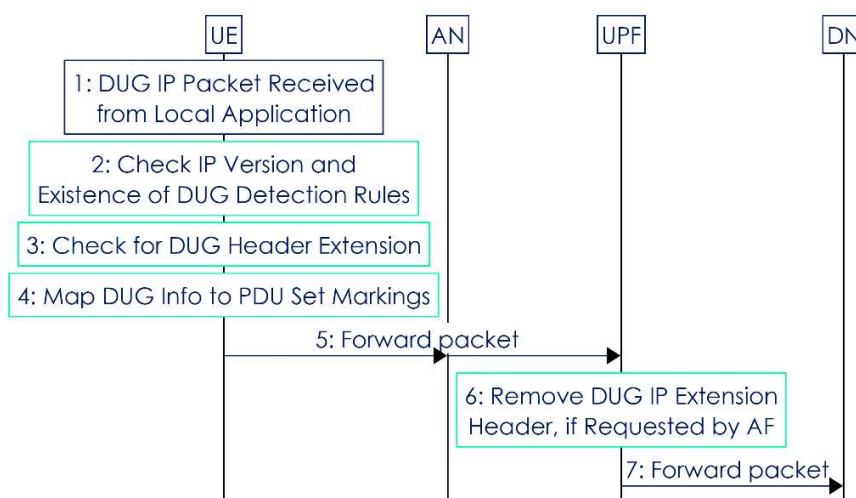 UE AN UPF DN
1: DUG IP Packet Received
from Local Application
2: Check IP Version and
Existence of DUG Detection Rules
3: Check for DUG Header Extension
4: Map DUG Info to PDU Set Markings
5: Forward packet
6: Remove DUG IP Extension
Header, if Requested by AF
7: Forward packet